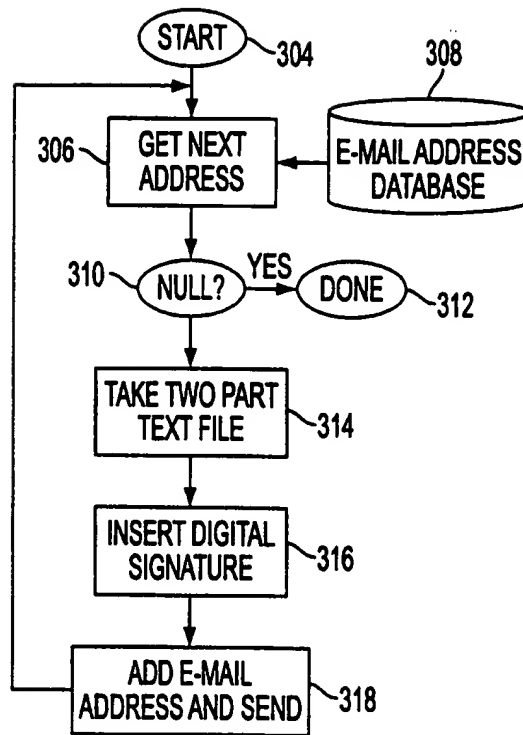 START
304
308
306
GET NEXT
ADDRESS
E-MAIL ADDRESS
DATABASE
310
NULL?
YES
DONE
312
TAKE TWO PART
TEXT FILE
314
INSERT DIGITAL
SIGNATURE
316
ADD E-MAIL
ADDRESS AND SEND
318